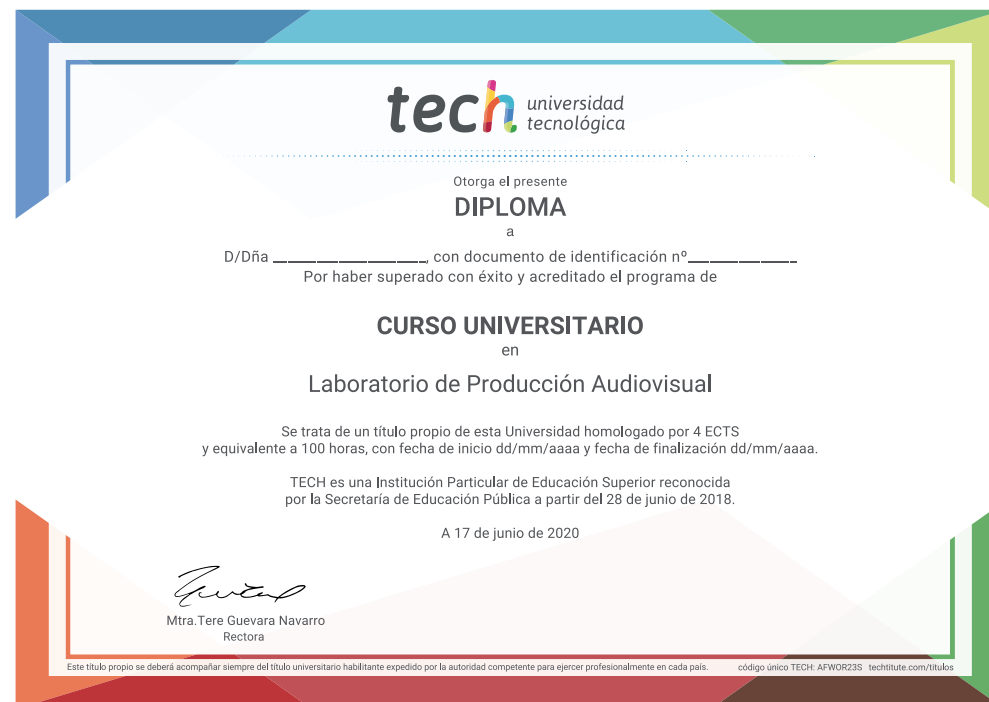 tech universidad
tecnológica
Otorga el presente
DIPLOMA
a
D/Dña ____________________, con documento de identificación nº______________
Por haber superado con éxito y acreditado el programa de
CURSO UNIVERSITARIO
en
Laboratorio de Producción Audiovisual
Se trata de un título propio de esta Universidad homologado por 4 ECTS
y equivalente a 100 horas, con fecha de inicio dd/mm/aaaa y fecha de finalización dd/mm/aaaa.
TECH es una Institución Particular de Educación Superior reconocida
por la Secretaría de Educación Pública a partir del 28 de junio de 2018.
A 17 de junio de 2020
Mtra.Tere Guevara Navarro
Rectora
Este título propio se deberá acompañar siempre del título universitario habilitante expedido por la autoridad competente para ejercer profesionalmente en cada país. código único TECH: AFWOR23S techtitute.com/titulos